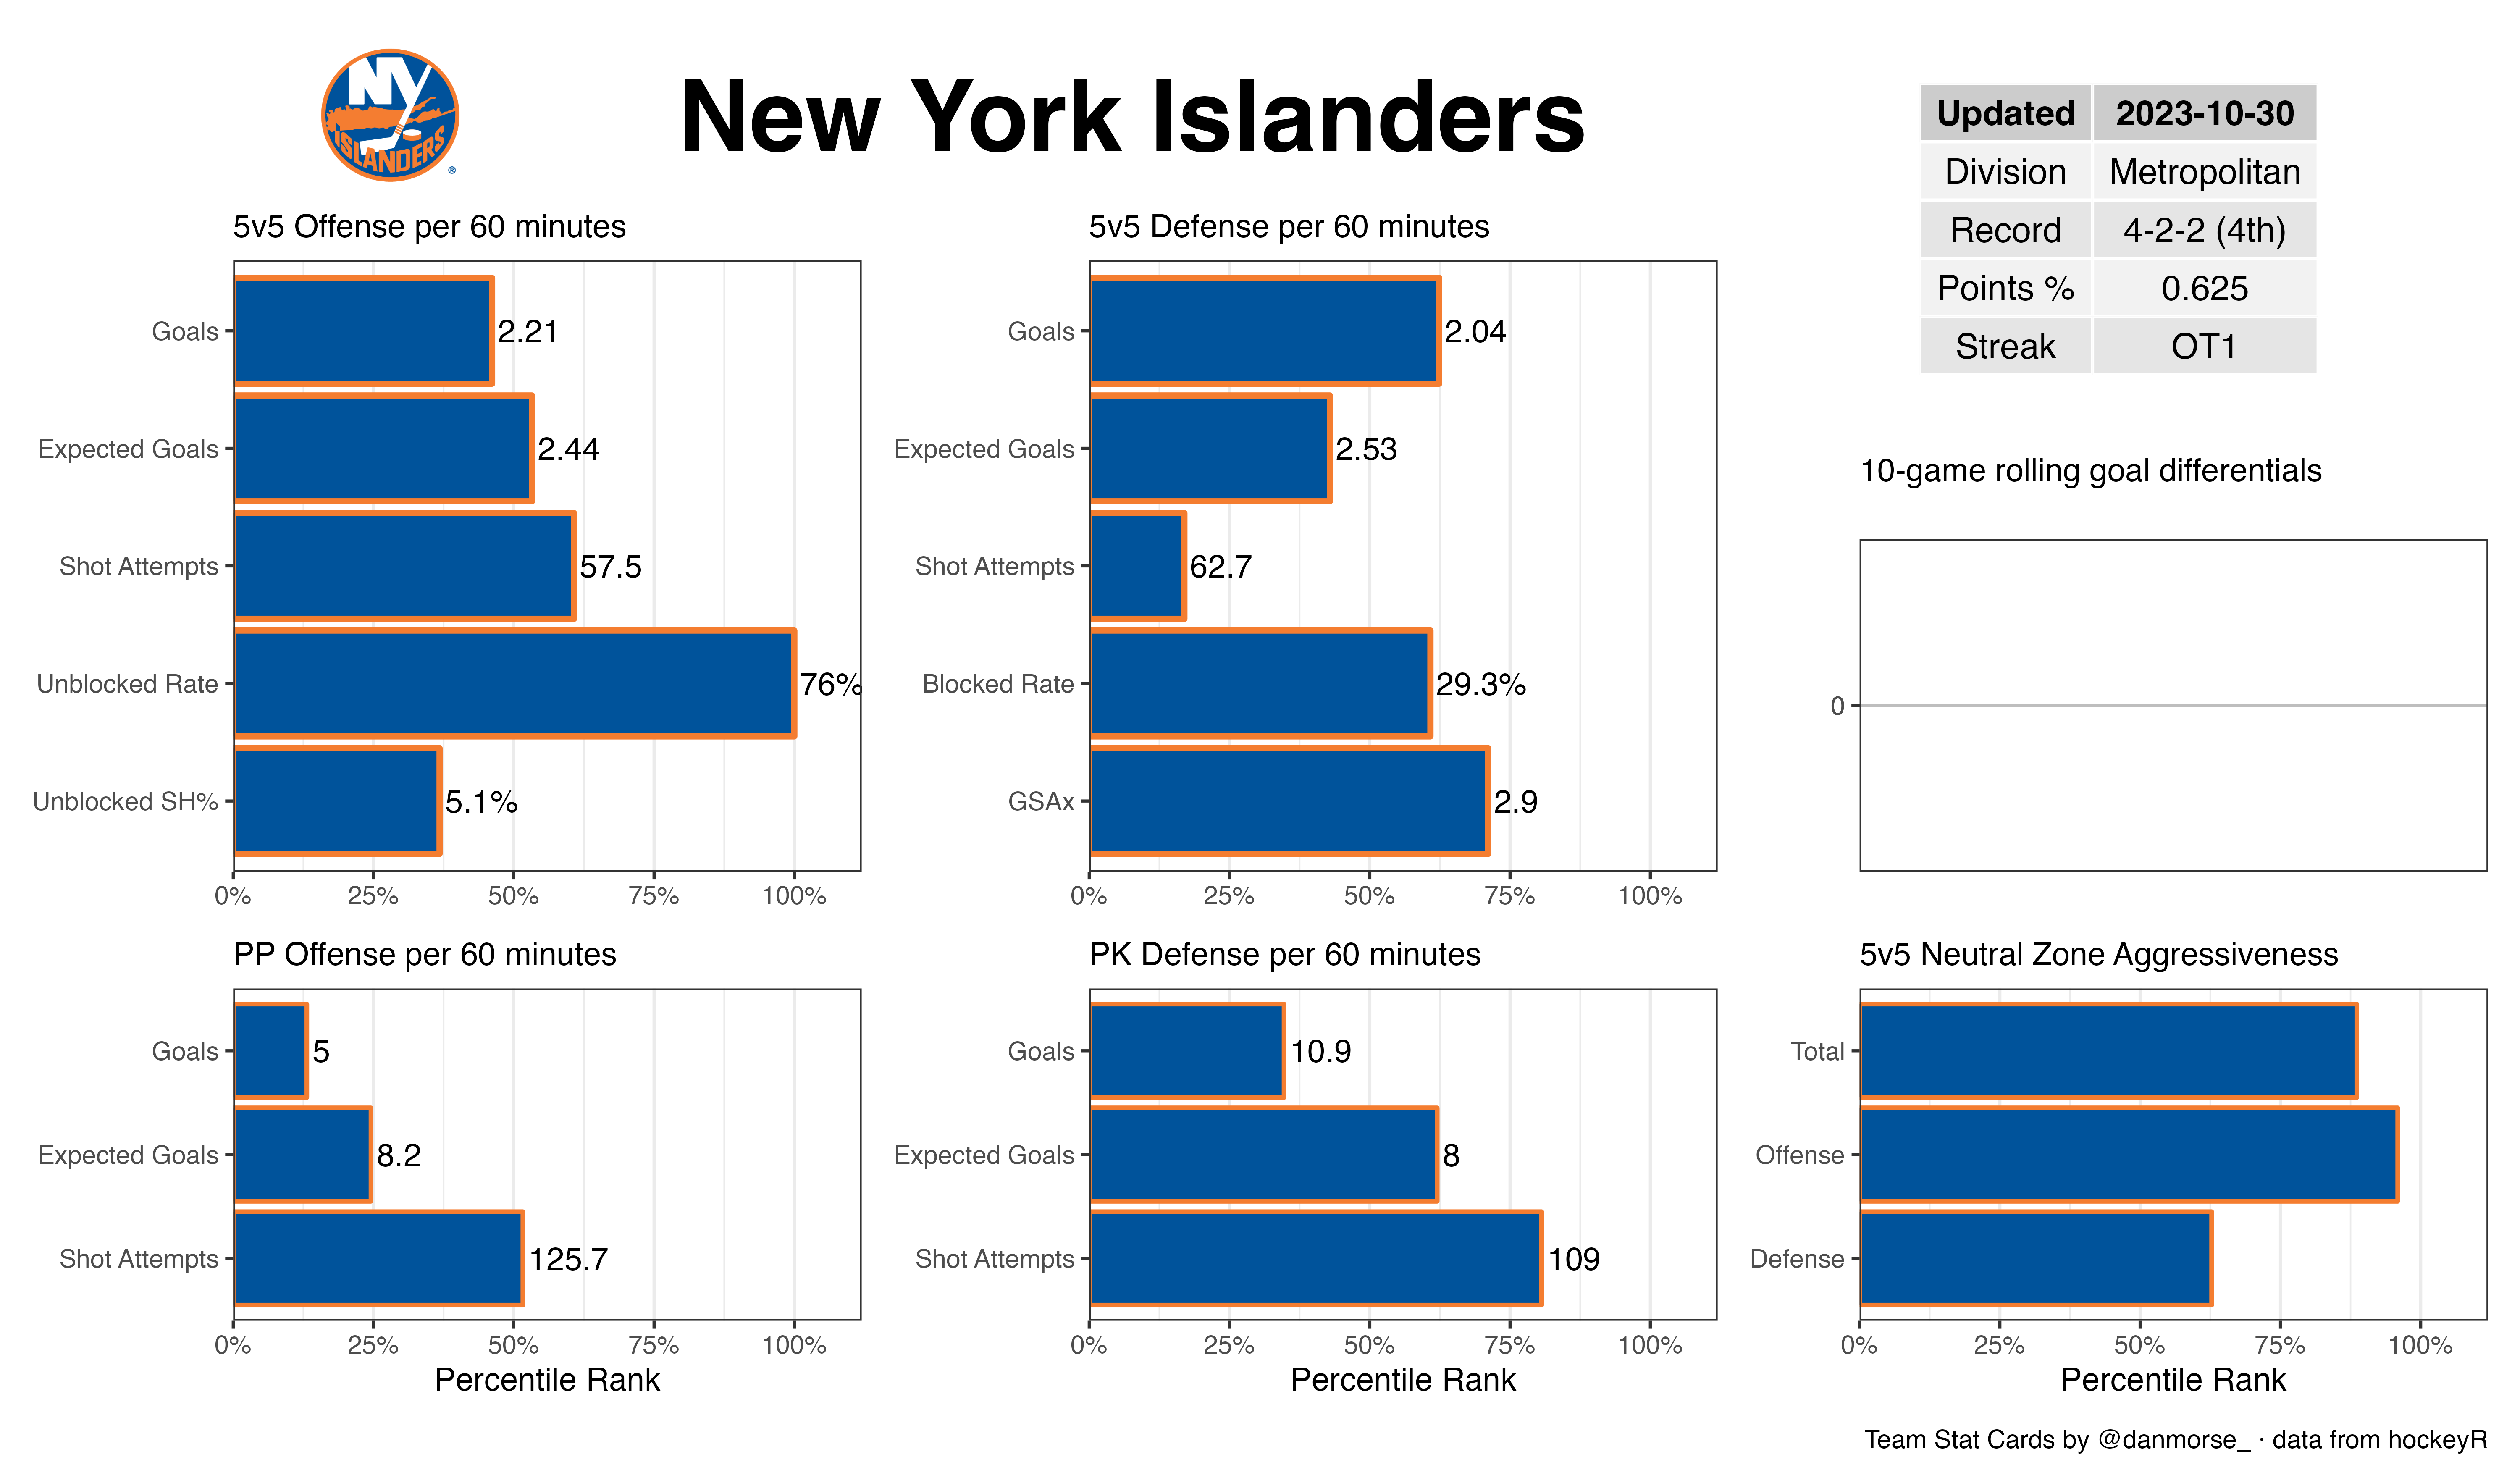 NY
ISLANDERS
®
New York Islanders
Updated 2023-10-30
Division Metropolitan
Record 4-2-2 (4th)
Points % 0.625
Streak OT1
5v5 Offense per 60 minutes
Goals 2.21
Expected Goals 2.44
Shot Attempts 57.5
Unblocked Rate 76%
Unblocked SH% 5.1%
0% 25% 50% 75% 100%
5v5 Defense per 60 minutes
Goals 2.04
Expected Goals 2.53
Shot Attempts 62.7
Blocked Rate 29.3%
GSAx 2.9
0% 25% 50% 75% 100%
10-game rolling goal differentials
0
PP Offense per 60 minutes
Goals 5
Expected Goals 8.2
Shot Attempts 125.7
0% 25% 50% 75% 100%
Percentile Rank
PK Defense per 60 minutes
Goals 10.9
Expected Goals 8
Shot Attempts 109
0% 25% 50% 75% 100%
Percentile Rank
5v5 Neutral Zone Aggressiveness
Total
Offense
Defense
0% 25% 50% 75% 100%
Percentile Rank
Team Stat Cards by @danmorse_ · data from hockeyR